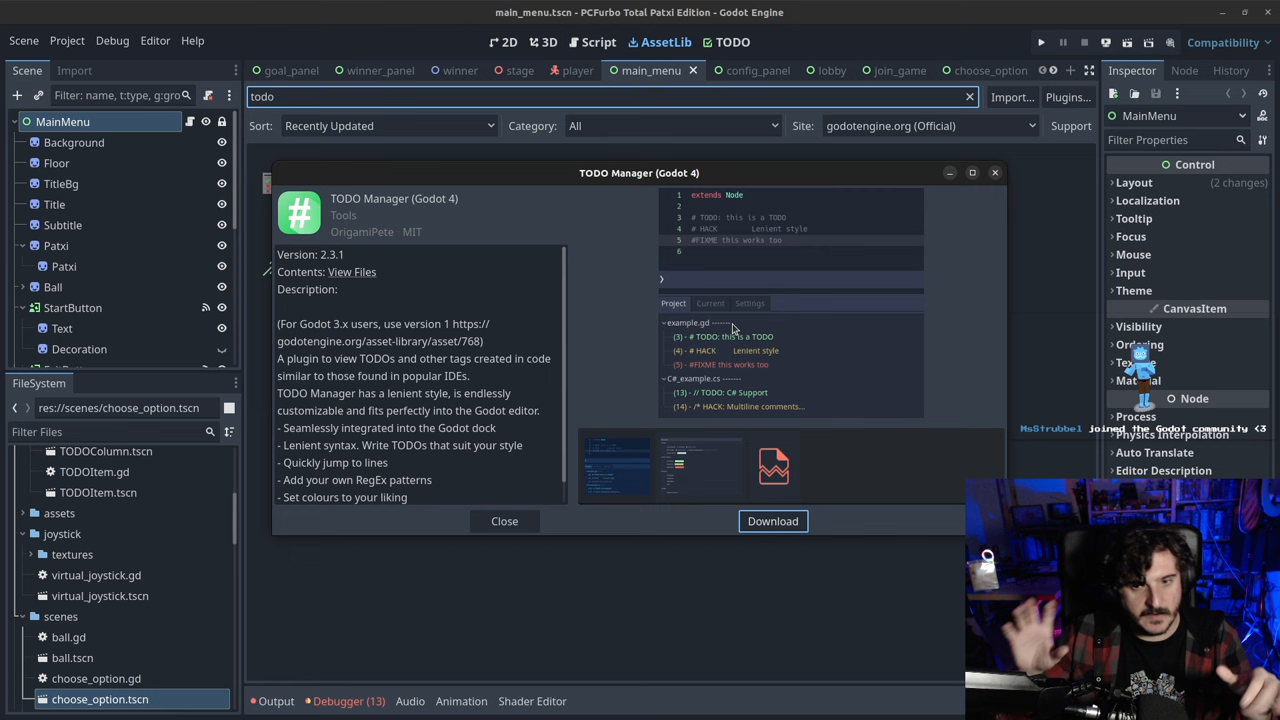 main_menu.tscn - PCFurbo Total Patxi Edition - Godot Engine
Scene Project Debug Editor Help
2D 3D Script AssetLib TODO
Compatibility
Scene Import
goal_panel winner_panel winner stage player main_menu config_panel lobby join_game choose_option
Inspector Node History
Filter: name, t:type, g:gro
todo
Import... Plugins...
MainMenu
Sort: Recently Updated Category: All Site: godotengine.org (Official) Support
MainMenu
Filter Properties
Background
Floor
TitleBg
Title
Subtitle
Patxi
Patxi
Ball
StartButton
Text
Decoration
TODO Manager (Godot 4)
TODO Manager (Godot 4)
Tools
OrigamiPete - MIT
Version: 2.3.1
Contents: View Files
Description:
(For Godot 3.x users, use version 1 https://
godotengine.org/asset-library/asset/768)
A plugin to view TODOs and other tags created in code
similar to those found in popular IDEs.
TODO Manager has a lenient style, is endlessly
customizable and fits perfectly into the Godot editor.
- Seamlessly integrated into the Godot dock
- Lenient syntax. Write TODOs that suit your style
- Quickly jump to lines
- Add your own RegEx patterns
- Set colours to your liking
1 extends Node
2
3 # TODO: this is a TODO
4 # HACK Lenient style
5 #FIXME this works too
6
Project Current Settings
example.gd -------
(3) - # TODO: this is a TODO
(4) - # HACK Lenient style
(5) - #FIXME this works too
C#_example.cs -------
(13) - // TODO: C# Support
(14) - /* HACK: Multiline comments...
Close Download
Control
Layout (2 changes)
Localization
Tooltip
Focus
Mouse
Input
Theme
CanvasItem
Visibility
Ordering
Material
Node
Process
MsStrubbel joined the Godot community <3
Physics Interpolation
Auto Translate
Editor Description
FileSystem
res://scenes/choose_option.tscn
Filter Files
TODOColumn.tscn
TODOItem.gd
TODOItem.tscn
assets
joystick
textures
virtual_joystick.gd
virtual_joystick.tscn
scenes
ball.gd
ball.tscn
choose_option.gd
choose_option.tscn
Output Debugger (13) Audio Animation Shader Editor